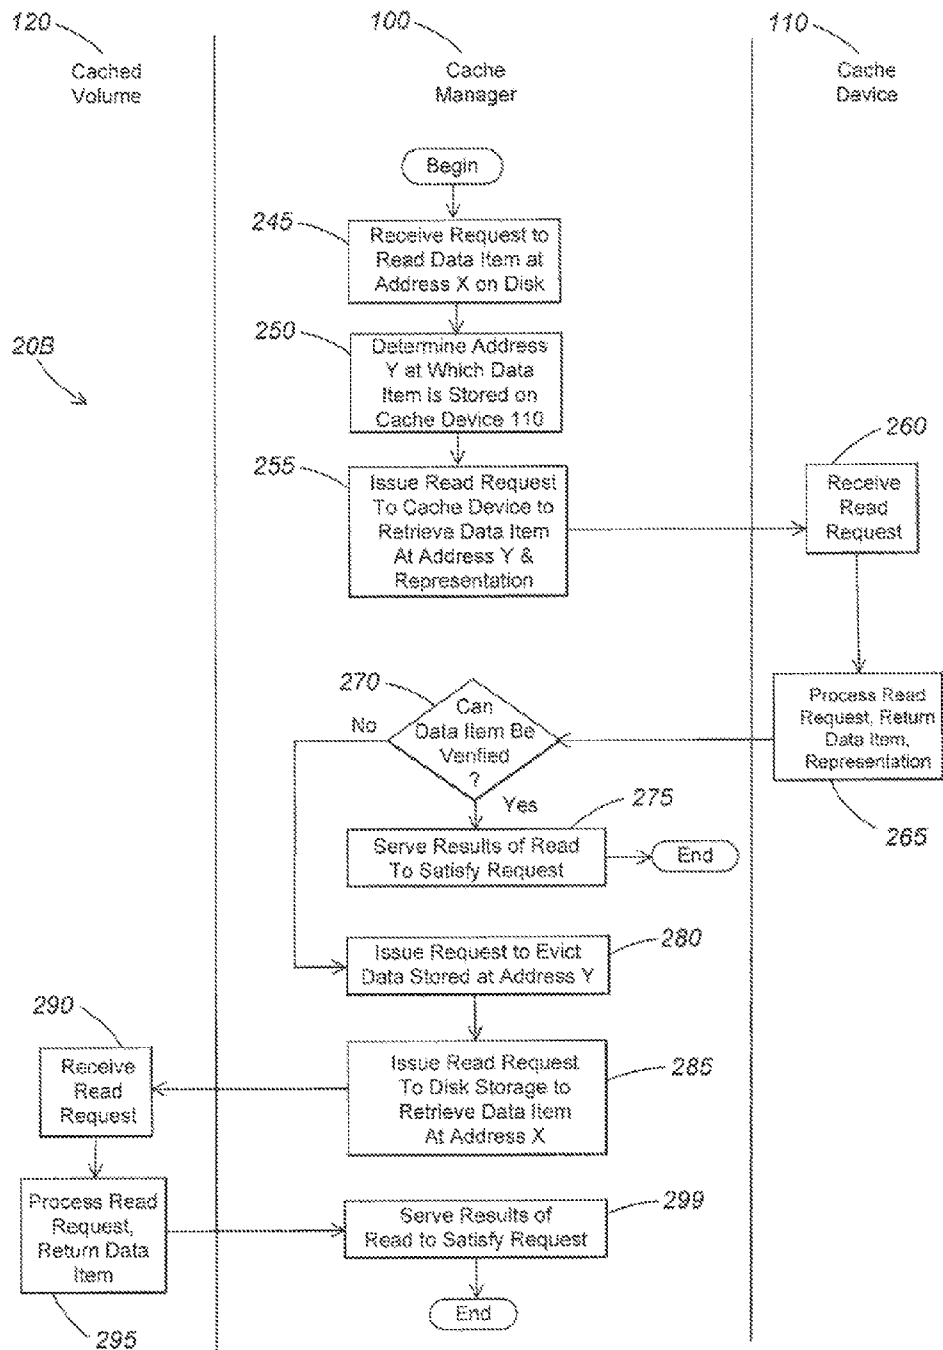 120
100
110
Cached
Volume
Cache
Manager
Cache
Device
Begin
245
Receive Request to
Read Data Item at
Address X on Disk
20B
250
Determine Address
Y at Which Data
Item is Stored on
Cache Device 110
255
Issue Read Request
To Cache Device to
Retrieve Data Item
At Address Y &
Representation
260
Receive
Read
Request
270
Can
Data Item Be
Verified
?
No
Yes
Process Read
Request, Return
Data Item,
Representation
265
275
Serve Results of Read
To Satisfy Request
End
280
Issue Request to Evict
Data Stored at Address Y
285
Issue Read Request
To Disk Storage to
Retrieve Data Item
At Address X
290
Receive
Read
Request
Process Read
Request,
Return Data
Item
295
299
Serve Results of
Read to Satisfy Request
End